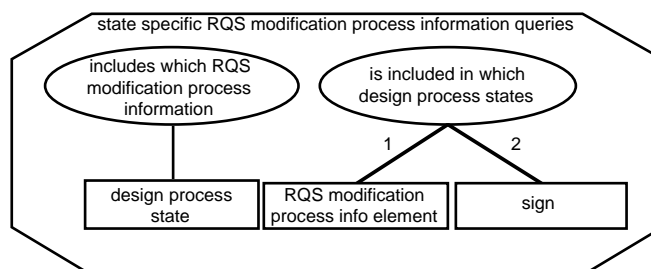 state specific RQS modification process information queries
includes which RQS
modification process
information
is included in which
design process states
1
2
design process
state
RQS modification
process info element
sign